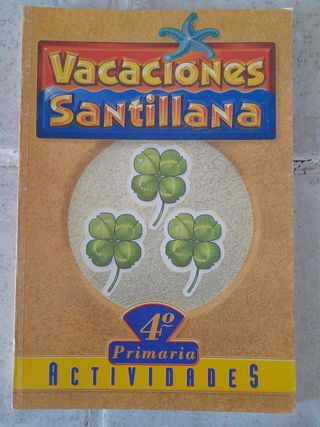 Vacaciones
Santillana
4º
Primaria
ACTIVIDADES